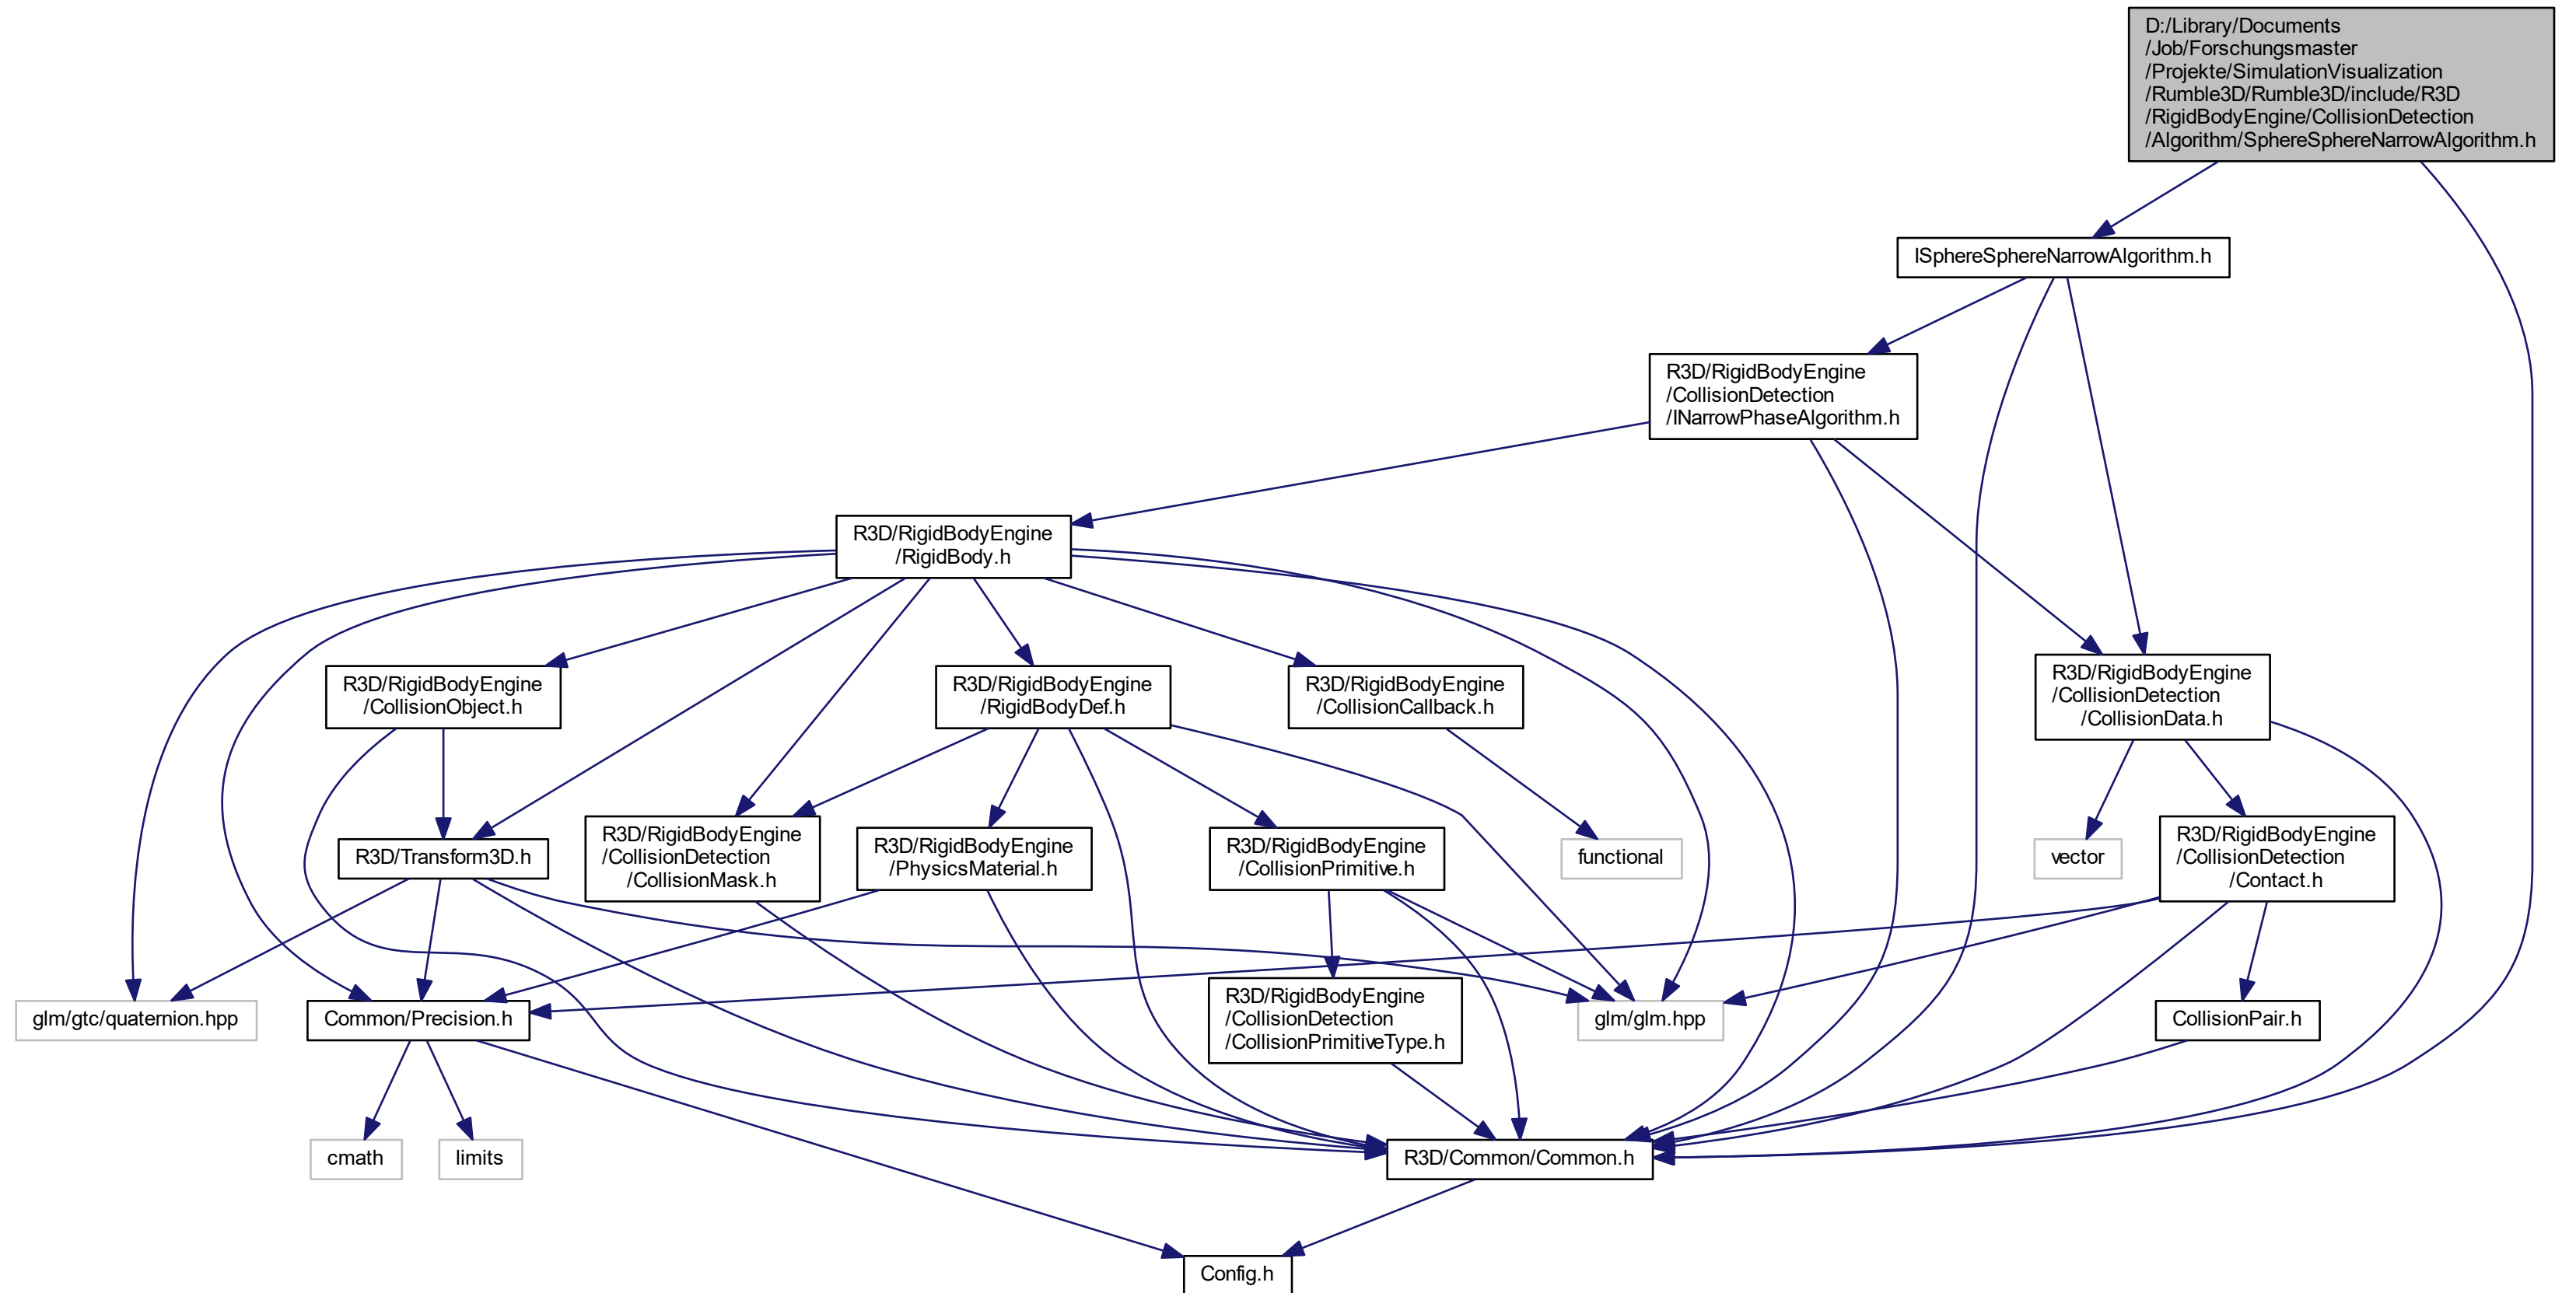 D:/Library/Documents
/Job/Forschungsmaster
/Projekte/SimulationVisualization
/Rumble3D/Rumble3D/include/R3D
/RigidBodyEngine/CollisionDetection
/Algorithm/SphereSphereNarrowAlgorithm.h
ISphereSphereNarrowAlgorithm.h
R3D/RigidBodyEngine
/CollisionDetection
/INarrowPhaseAlgorithm.h
R3D/RigidBodyEngine
/RigidBody.h
R3D/RigidBodyEngine
/CollisionObject.h
R3D/RigidBodyEngine
/RigidBodyDef.h
R3D/RigidBodyEngine
/CollisionCallback.h
R3D/RigidBodyEngine
/CollisionDetection
/CollisionData.h
R3D/Transform3D.h
R3D/RigidBodyEngine
/CollisionDetection
/CollisionMask.h
R3D/RigidBodyEngine
/PhysicsMaterial.h
R3D/RigidBodyEngine
/CollisionPrimitive.h
functional
vector
R3D/RigidBodyEngine
/CollisionDetection
/Contact.h
glm/gtc/quaternion.hpp
Common/Precision.h
R3D/RigidBodyEngine
/CollisionDetection
/CollisionPrimitiveType.h
glm/glm.hpp
CollisionPair.h
cmath
limits
R3D/Common/Common.h
Config.h